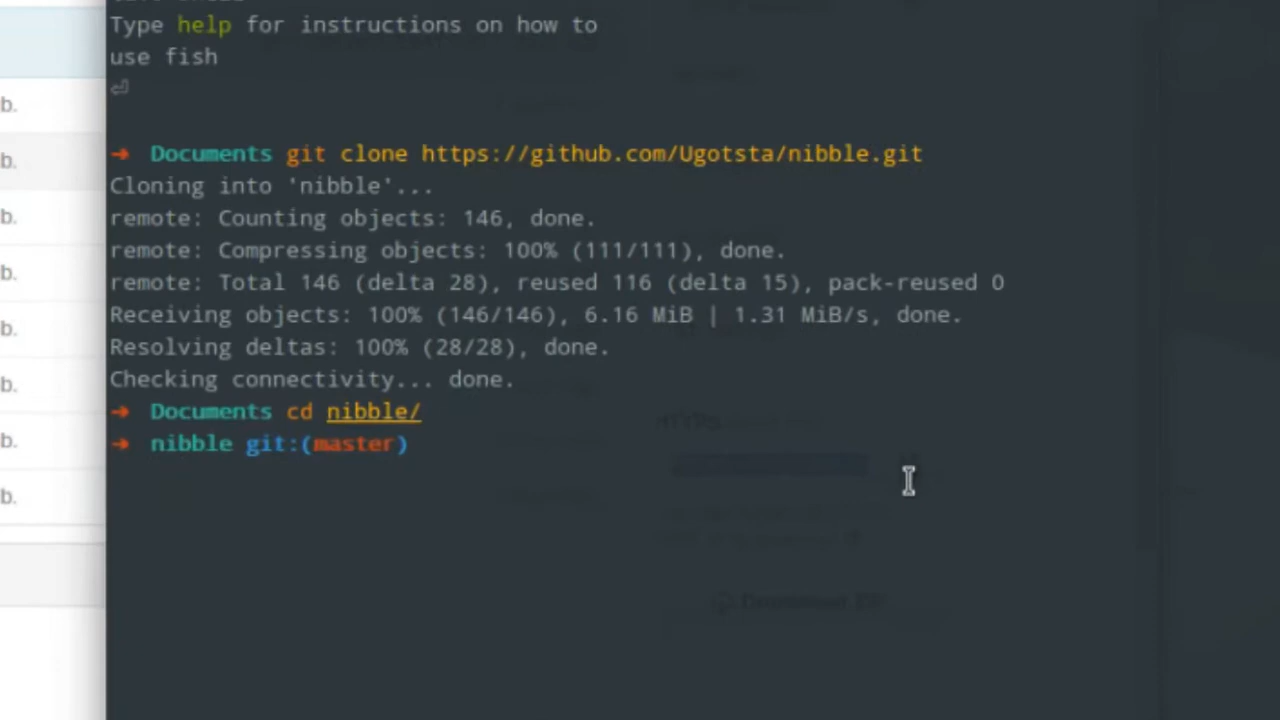 Type help for instructions on how to
use fish
⏎
➜ Documents git clone https://github.com/Ugotsta/nibble.git
Cloning into 'nibble'...
remote: Counting objects: 146, done.
remote: Compressing objects: 100% (111/111), done.
remote: Total 146 (delta 28), reused 116 (delta 15), pack-reused 0
Receiving objects: 100% (146/146), 6.16 MiB | 1.31 MiB/s, done.
Resolving deltas: 100% (28/28), done.
Checking connectivity... done.
➜ Documents cd nibble/
➜ nibble git:(master)
b.
b.
b.
b.
b.
b.
b.
b.